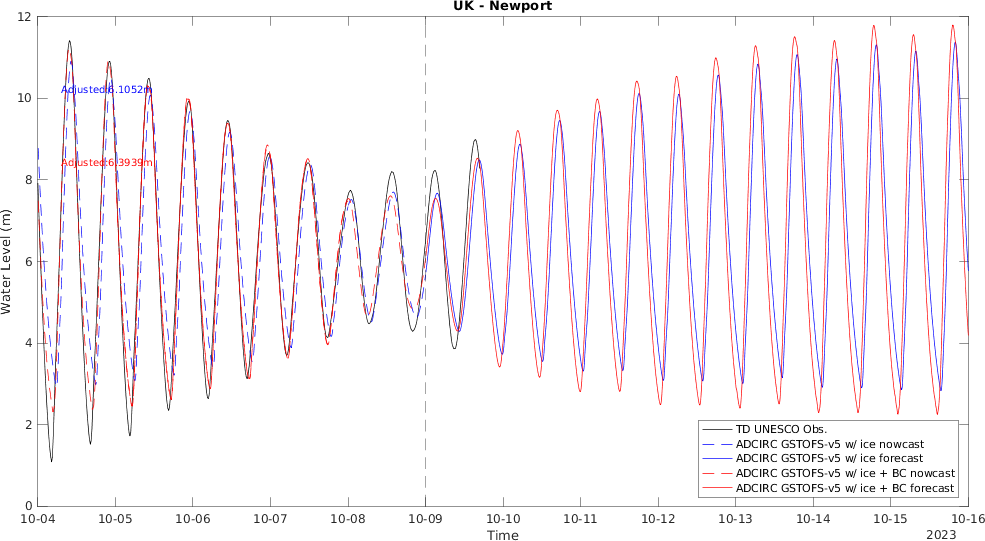 UK - Newport
12
10
8
6
4
2
0
Water Level (m)
Adjusted:6.1052m
Adjusted:6.3939m
TD UNESCO Obs.
ADCIRC GSTOFS-v5 w/ ice nowcast
ADCIRC GSTOFS-v5 w/ ice forecast
ADCIRC GSTOFS-v5 w/ ice + BC nowcast
ADCIRC GSTOFS-v5 w/ ice + BC forecast
10-04 10-05 10-06 10-07 10-08 10-09 10-10 10-11 10-12 10-13 10-14 10-15 10-16
Time
2023